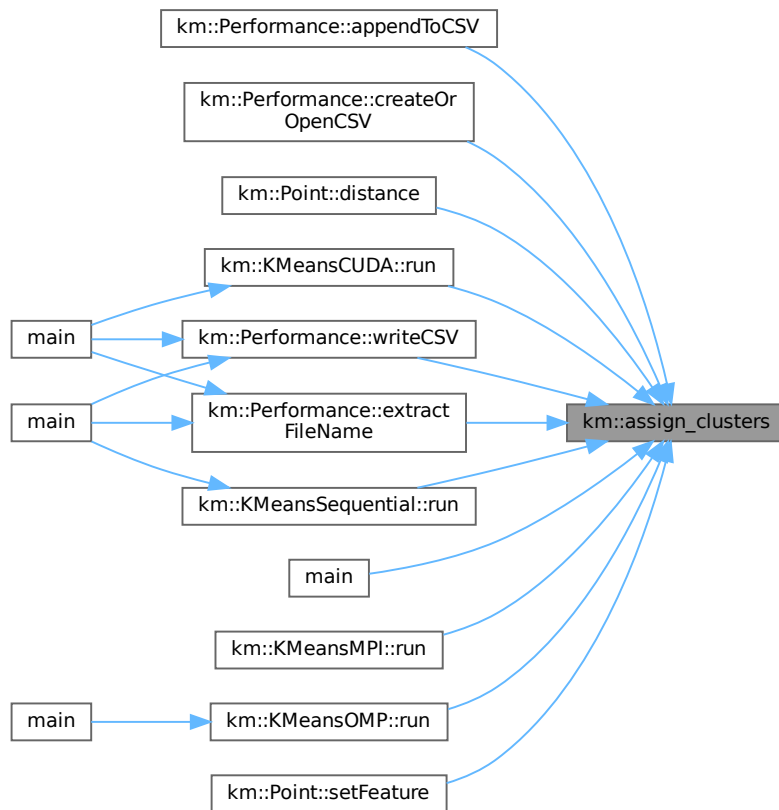 km::Performance::appendToCSV
km::Performance::createOr
OpenCSV
km::Point::distance
km::KMeansCUDA::run
main
km::Performance::writeCSV
main
km::Performance::extract
FileName
km::assign_clusters
km::KMeansSequential::run
main
km::KMeansMPI::run
main
km::KMeansOMP::run
km::Point::setFeature